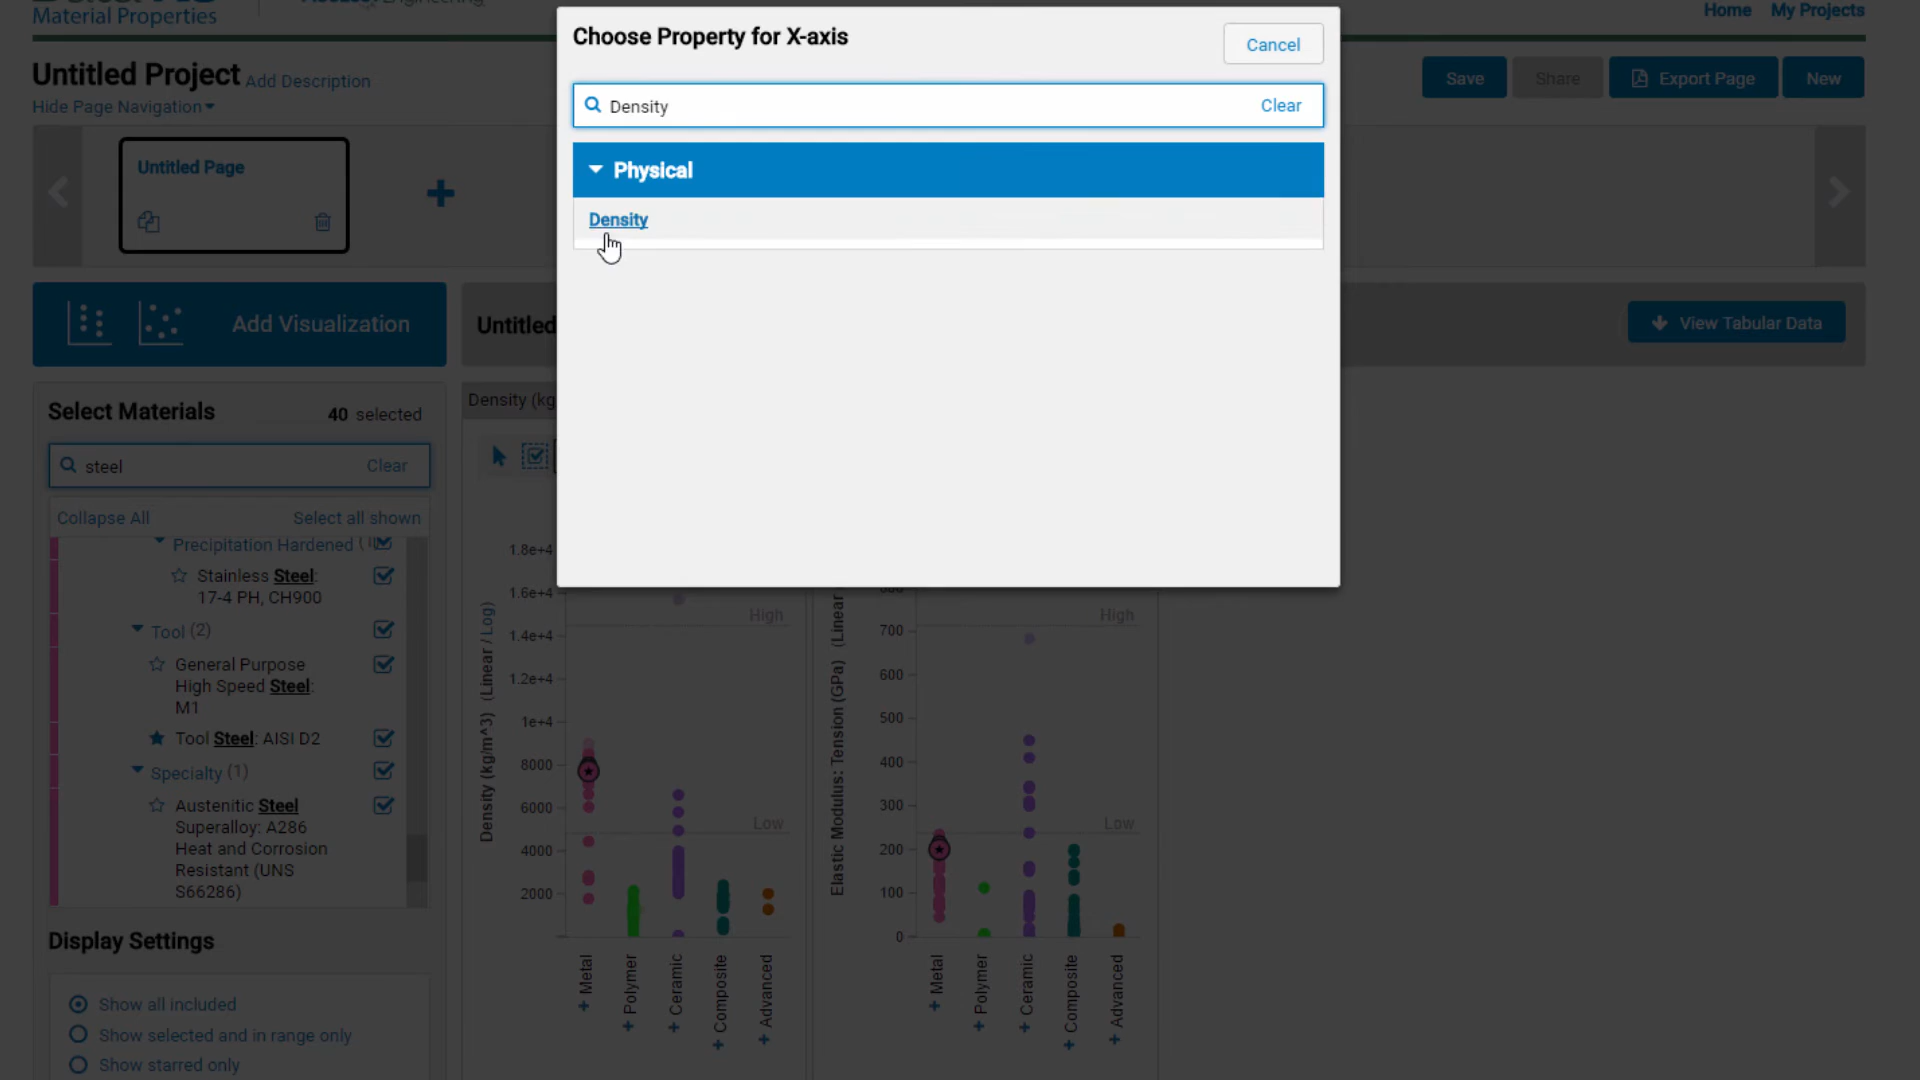 Material Properties
Engineering
Home
My Projects
Choose Property for X-axis
Cancel
Untitled Project
Add Description
Hide Page Navigation
Save
Share
Export Page
New
Density
Clear
Physical
Density
Untitled Page
Add Visualization
Untitled
View Tabular Data
Select Materials
40 selected
steel
Clear
Collapse All
Select all shown
Precipitation Hardened
Stainless Steel:
17-4 PH, CH900
Tool (2)
General Purpose
High Speed Steel:
M1
Tool Steel: AISI D2
Specialty (1)
Austenitic Steel
Superalloy: A286
Heat and Corrosion
Resistant (UNS
S66286)
Display Settings
Show all included
Show selected and in range only
Show starred only
Density (kg
Density (kg/m^3) (Linear / Log)
1.8e+4
1.6e+4
1.4e+4
1.2e+4
1e+4
8000
6000
4000
2000
High
Low
+ Metal
+ Polymer
+ Ceramic
+ Composite
+ Advanced
Elastic Modulus: Tension (GPa) (Linear
700
600
500
400
300
200
100
0
High
Low
+ Metal
+ Polymer
+ Ceramic
+ Composite
+ Advanced